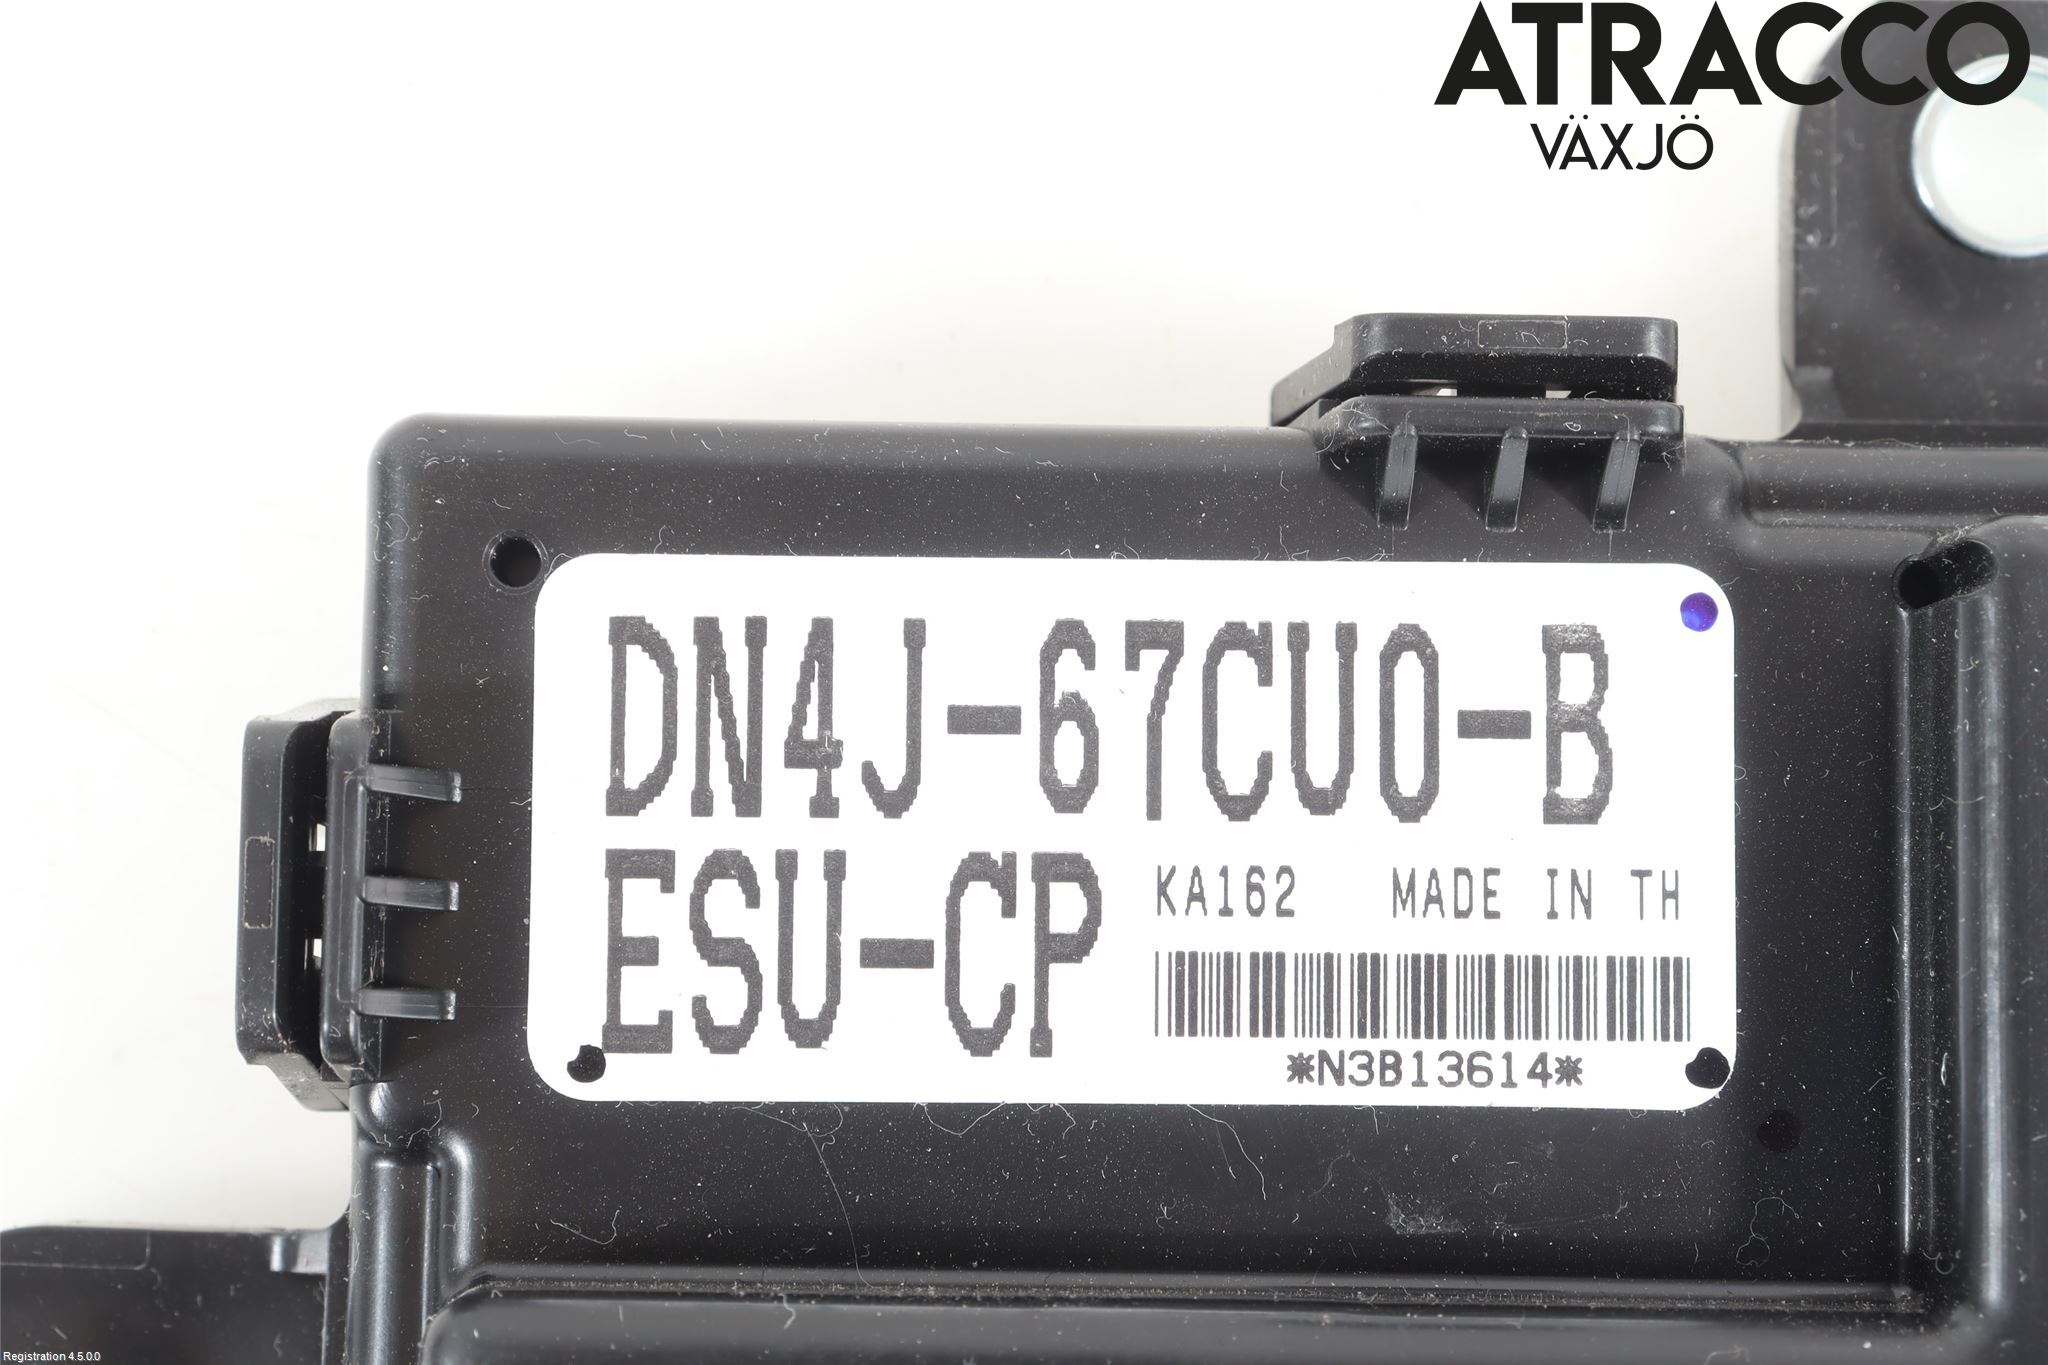 ATRACCO
VÄXJÖ
DN4J-67CU0-B
ESU-CP
KA162 MADE IN TH
*N3B13614*
Registration 4.5.0.0